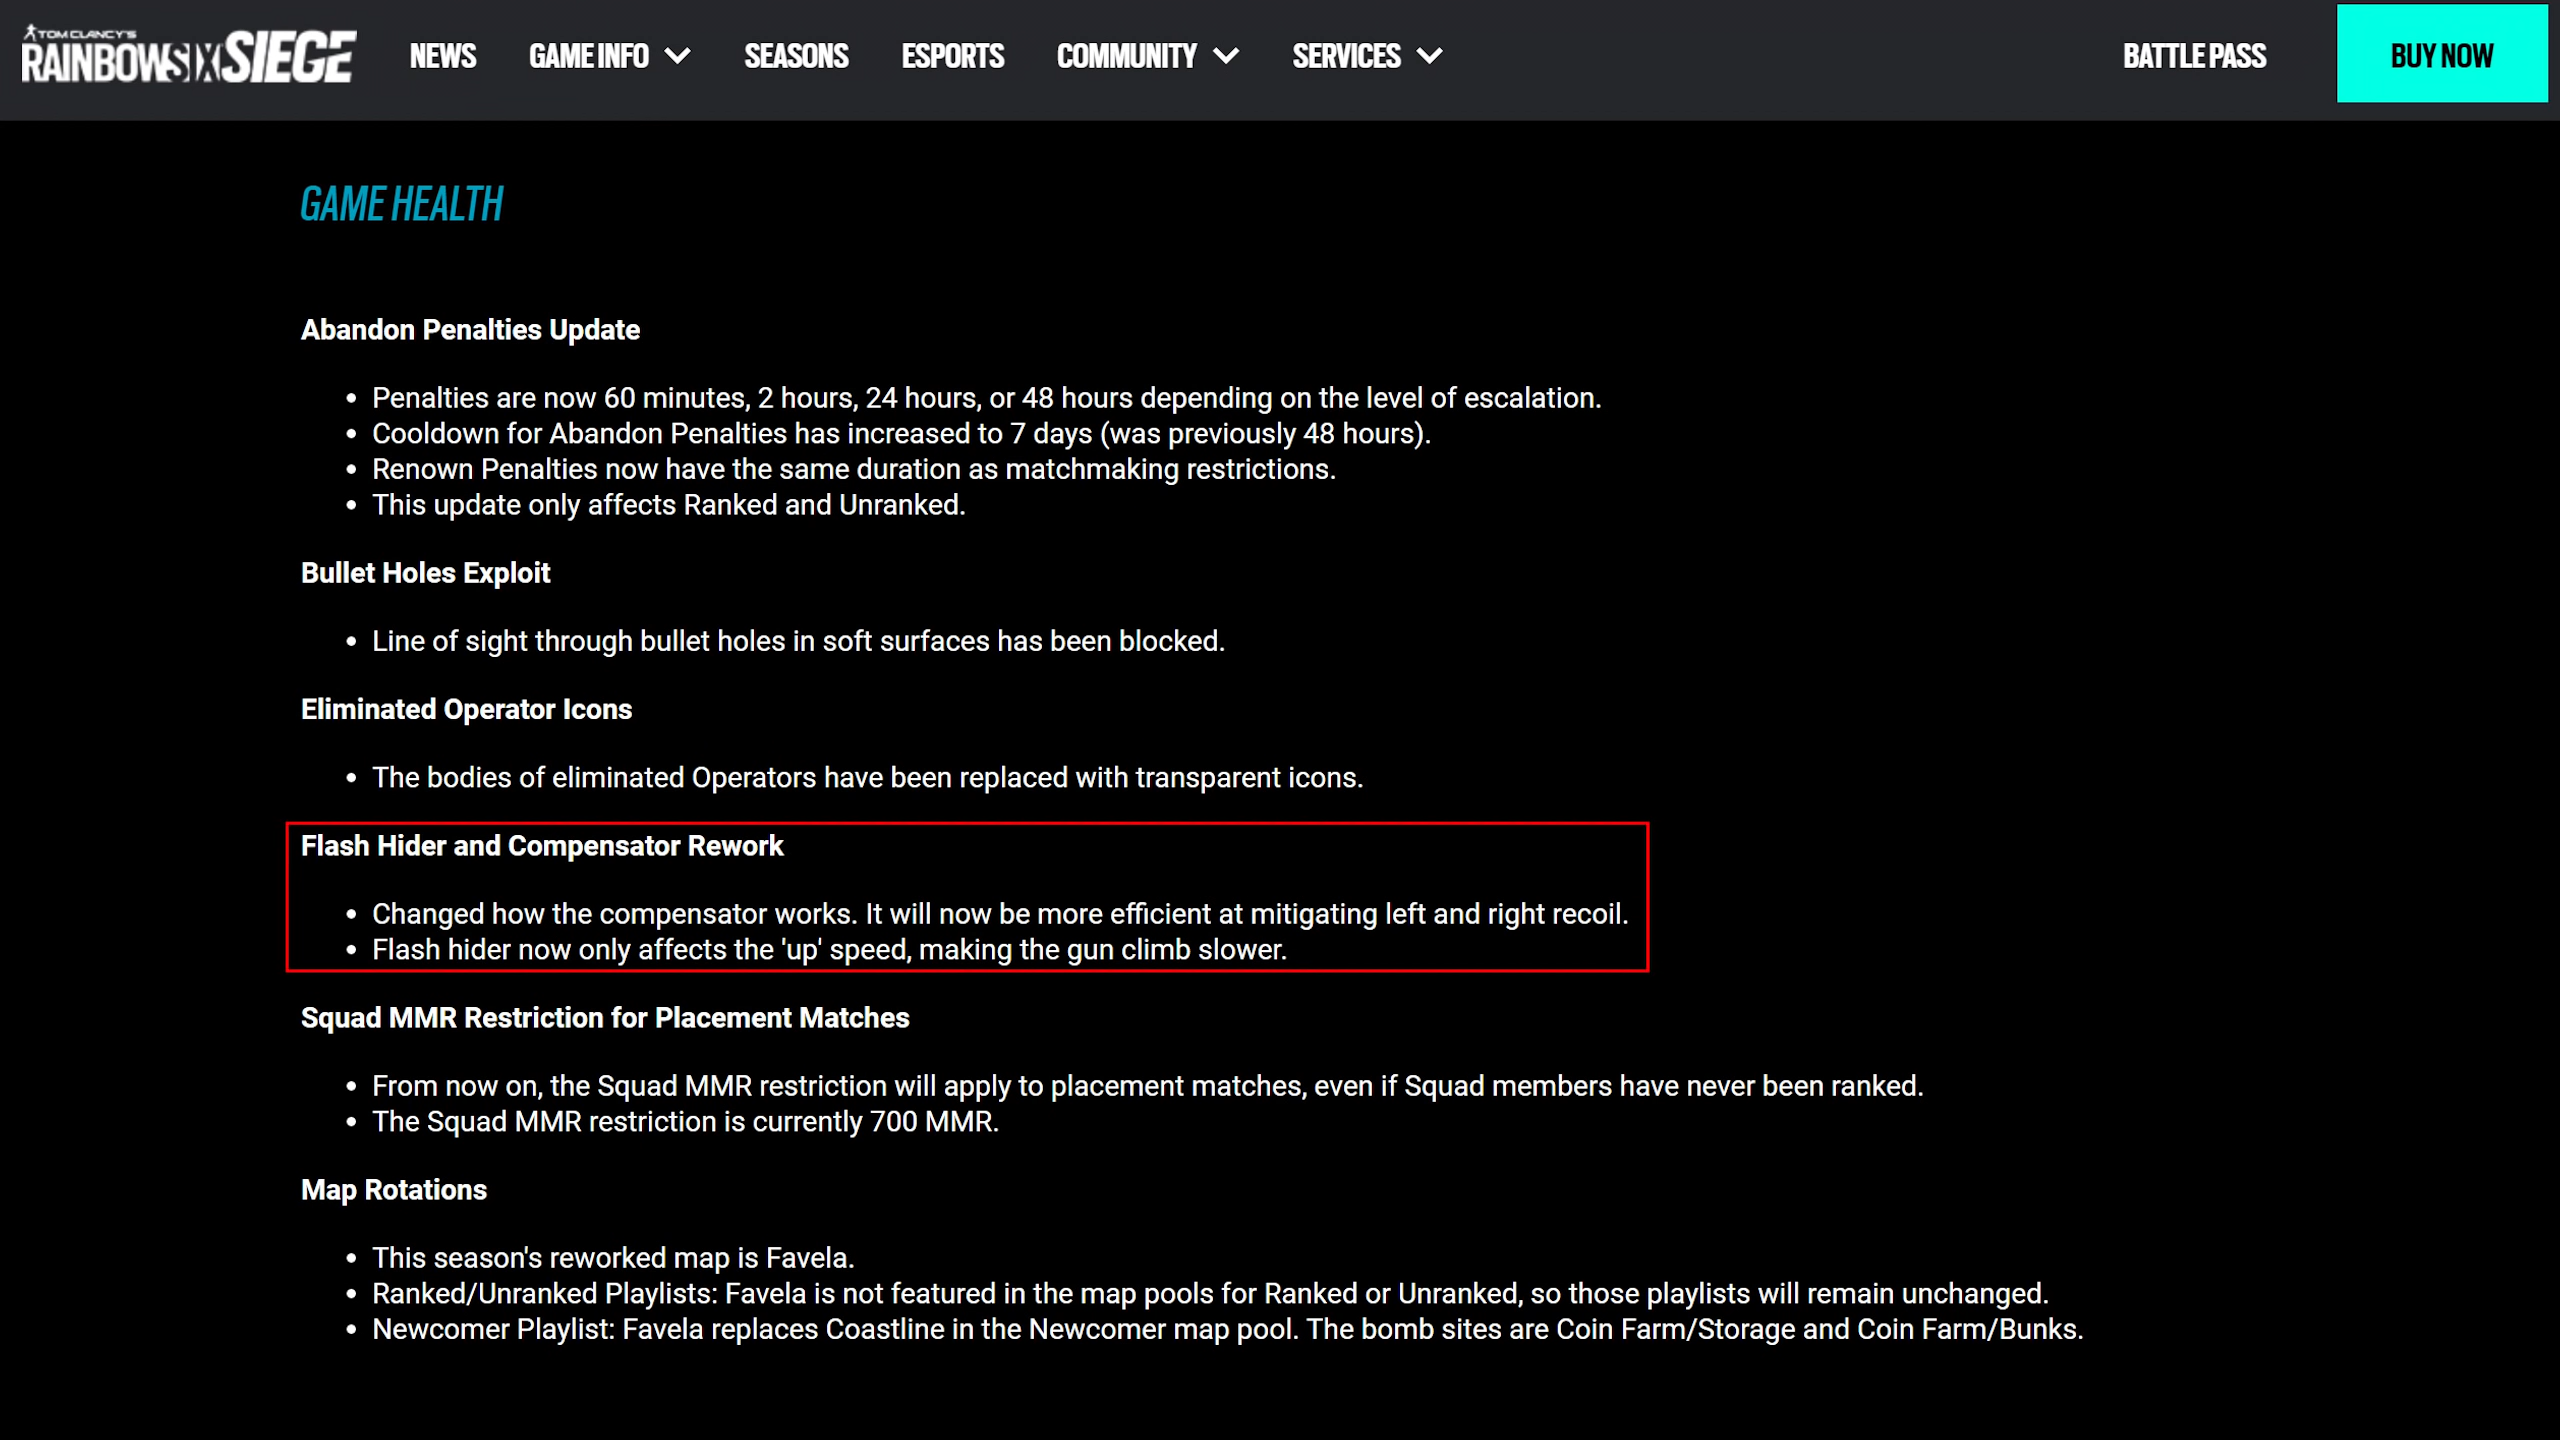 TOM CLANCY'S
RAINBOWSIX SIEGE
NEWS
GAME INFO
SEASONS
ESPORTS
COMMUNITY
SERVICES
BATTLE PASS
BUY NOW
GAME HEALTH
Abandon Penalties Update
• Penalties are now 60 minutes, 2 hours, 24 hours, or 48 hours depending on the level of escalation.
• Cooldown for Abandon Penalties has increased to 7 days (was previously 48 hours).
• Renown Penalties now have the same duration as matchmaking restrictions.
• This update only affects Ranked and Unranked.
Bullet Holes Exploit
• Line of sight through bullet holes in soft surfaces has been blocked.
Eliminated Operator Icons
• The bodies of eliminated Operators have been replaced with transparent icons.
Flash Hider and Compensator Rework
• Changed how the compensator works. It will now be more efficient at mitigating left and right recoil.
• Flash hider now only affects the 'up' speed, making the gun climb slower.
Squad MMR Restriction for Placement Matches
• From now on, the Squad MMR restriction will apply to placement matches, even if Squad members have never been ranked.
• The Squad MMR restriction is currently 700 MMR.
Map Rotations
• This season's reworked map is Favela.
• Ranked/Unranked Playlists: Favela is not featured in the map pools for Ranked or Unranked, so those playlists will remain unchanged.
• Newcomer Playlist: Favela replaces Coastline in the Newcomer map pool. The bomb sites are Coin Farm/Storage and Coin Farm/Bunks.